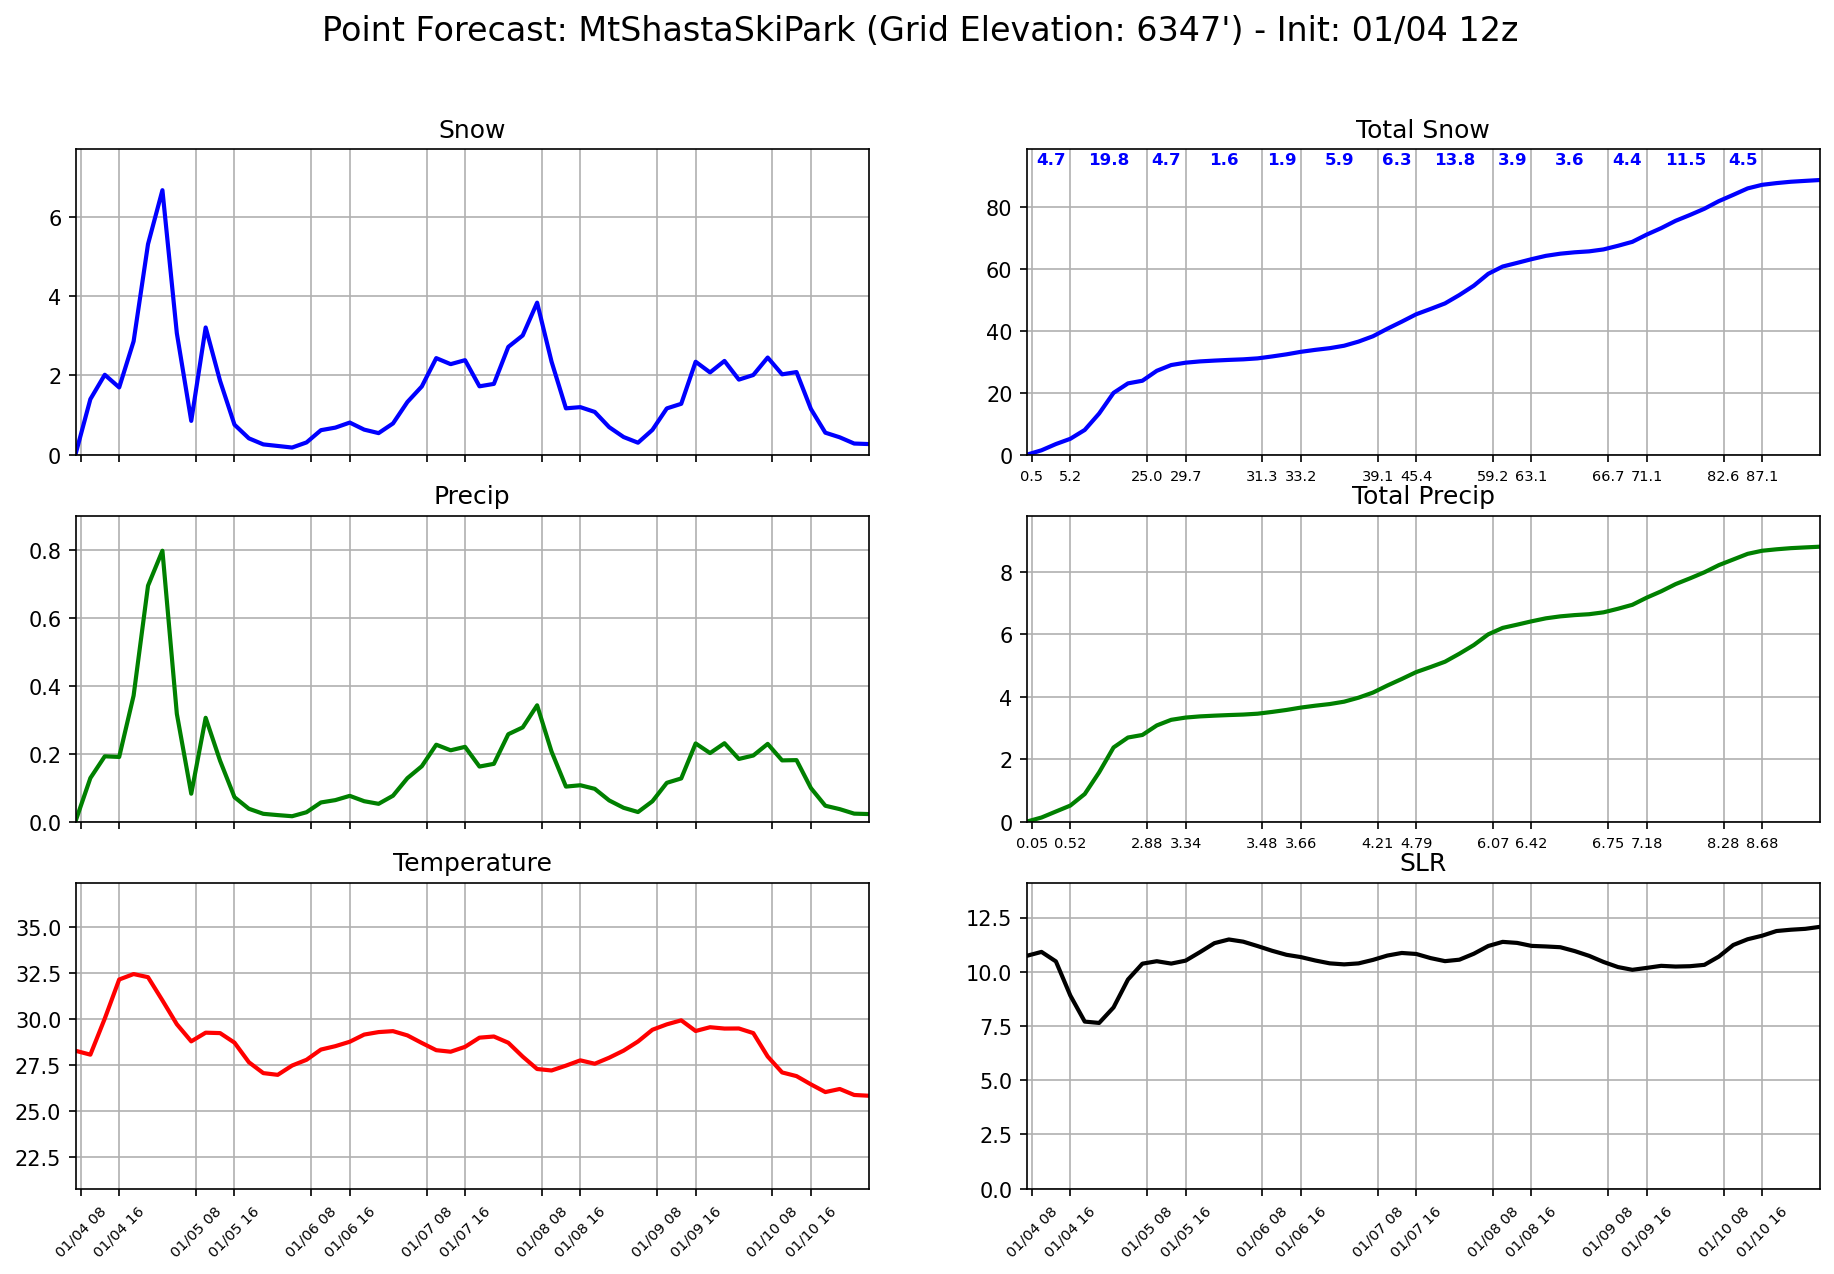 Point Forecast: MtShastaSkiPark (Grid Elevation: 6347') - Init: 01/04 12z
Snow
6
4
2
0
Total Snow
4.7 19.8 4.7 1.6 1.9 5.9 6.3 13.8 3.9 3.6 4.4 11.5 4.5
80
60
40
20
0
0.5 5.2 25.0 29.7 31.3 33.2 39.1 45.4 59.2 63.1 66.7 71.1 82.6 87.1
Precip
0.8
0.6
0.4
0.2
0.0
Total Precip
8
6
4
2
0
0.05 0.52 2.88 3.34 3.48 3.66 4.21 4.79 6.07 6.42 6.75 7.18 8.28 8.68
Temperature
35.0
32.5
30.0
27.5
25.0
22.5
01/04 08 01/04 16 01/05 08 01/05 16 01/06 08 01/06 16 01/07 08 01/07 16 01/08 08 01/08 16 01/09 08 01/09 16 01/10 08 01/10 16
SLR
12.5
10.0
7.5
5.0
2.5
0.0
01/04 08 01/04 16 01/05 08 01/05 16 01/06 08 01/06 16 01/07 08 01/07 16 01/08 08 01/08 16 01/09 08 01/09 16 01/10 08 01/10 16